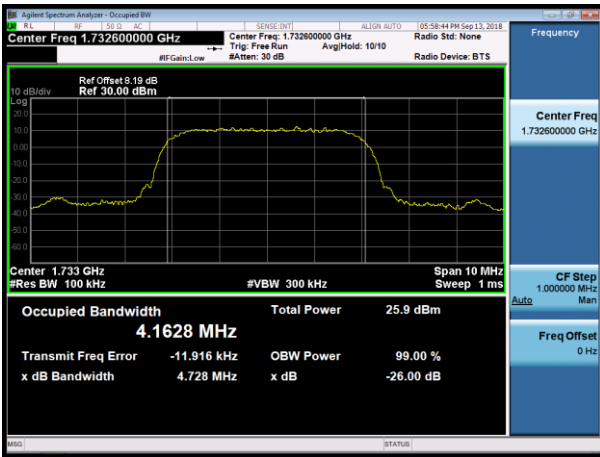 Agilent Spectrum Analyzer - Occupied BW
RL RF 50 Ω AC SENSE:INT ALIGN AUTO 05:58:44 PM Sep 13, 2018
Center Freq 1.732600000 GHz
Center Freq: 1.732600000 GHz
Radio Std: None
Trig: Free Run Avg|Hold: 10/10
#IFGain:Low #Atten: 30 dB Radio Device: BTS
Ref Offset 8.19 dB
10 dB/div Ref 30.00 dBm
Log
20.0
10.0
0.00
-10.0
-20.0
-30.0
-40.0
-50.0
-60.0
Center 1.733 GHz Span 10 MHz
#Res BW 100 kHz #VBW 300 kHz Sweep 1 ms
Occupied Bandwidth Total Power 25.9 dBm
4.1628 MHz
Transmit Freq Error -11.916 kHz OBW Power 99.00 %
x dB Bandwidth 4.728 MHz x dB -26.00 dB
MSG STATUS
Frequency
Center Freq
1.732600000 GHz
CF Step
1.000000 MHz
Auto Man
Freq Offset
0 Hz